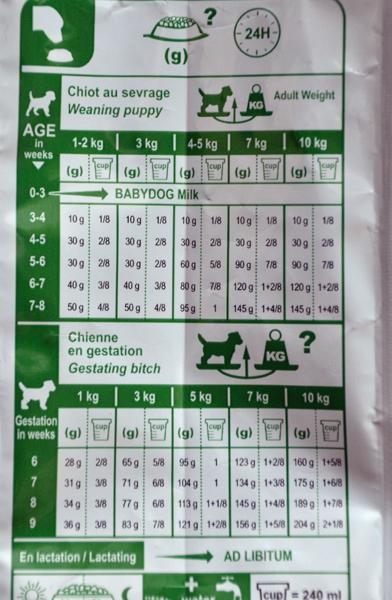 ?
24H
(g)
Chiot au sevrage
Weaning puppy
KG
Adult Weight
AGE
in
weeks
1-2 kg 3 kg 4-5 kg 7 kg 10 kg
(g) cup (g) cup (g) cup (g) cup (g) cup
0-3 BABYDOG Milk
3-4 10 g 1/8 10 g 1/8 10 g 1/8 10 g 1/8 10 g 1/8
4-5 30 g 2/8 30 g 2/8 30 g 2/8 30 g 2/8 30 g 2/8
5-6 30 g 2/8 30 g 2/8 60 g 5/8 90 g 7/8 90 g 7/8
6-7 40 g 3/8 40 g 3/8 80 g 7/8 120 g 1+2/8 120 g 1+2/8
7-8 50 g 4/8 50 g 4/8 95 g 1 145 g 1+4/8 145 g 1+4/8
Chienne
en gestation
Gestating bitch
KG
?
1 kg 3 kg 5 kg 7 kg 10 kg
Gestation
in weeks
(g) cup (g) cup (g) cup (g) cup (g) cup
6 28 g 2/8 65 g 5/8 95 g 1 123 g 1+2/8 160 g 1+5/8
7 31 g 3/8 71 g 6/8 104 g 1 134 g 1+3/8 175 g 1+6/8
8 34 g 3/8 77 g 6/8 113 g 1+1/8 145 g 1+4/8 189 g 1+7/8
9 36 g 3/8 83 g 7/8 121 g 1+2/8 156 g 1+5/8 204 g 2+1/8
En lactation / Lactating AD LIBITUM
water
1cup = 240 ml